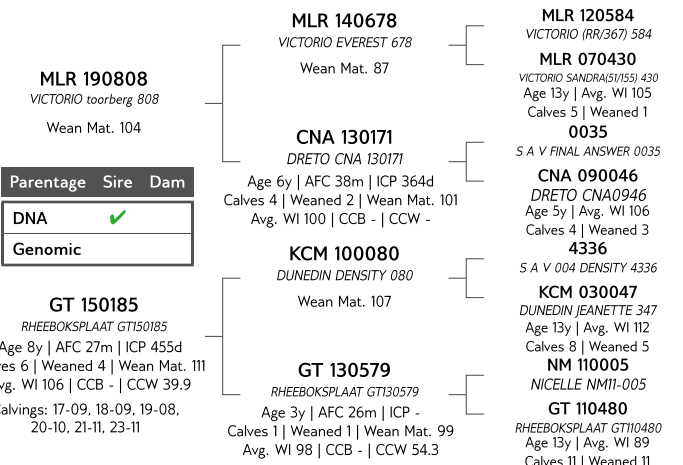 MLR 190808
VICTORIO toorberg 808
Wean Mat. 104
Parentage Sire Dam
DNA ✔
Genomic
GT 150185
RHEEBOKSPLAAT GT150185
Age 8y | AFC 27m | ICP 455d
ves 6 | Weaned 4 | Wean Mat. 111
vg. WI 106 | CCB - | CCW 39.9
alvings: 17-09, 18-09, 19-08,
20-10, 21-11, 23-11
MLR 140678
VICTORIO EVEREST 678
Wean Mat. 87
CNA 130171
DRETO CNA 130171
Age 6y | AFC 38m | ICP 364d
Calves 4 | Weaned 2 | Wean Mat. 101
Avg. WI 100 | CCB - | CCW -
KCM 100080
DUNEDIN DENSITY 080
Wean Mat. 107
GT 130579
RHEEBOKSPLAAT GT130579
Age 3y | AFC 26m | ICP -
Calves 1 | Weaned 1 | Wean Mat. 99
Avg. WI 98 | CCB - | CCW 54.3
MLR 120584
VICTORIO (RR/367) 584
MLR 070430
VICTORIO SANDRA(51/155) 430
Age 13y | Avg. WI 105
Calves 5 | Weaned 1
0035
S A V FINAL ANSWER 0035
CNA 090046
DRETO CNA0946
Age 5y | Avg. WI 106
Calves 4 | Weaned 3
4336
S A V 004 DENSITY 4336
KCM 030047
DUNEDIN JEANETTE 347
Age 13y | Avg. WI 112
Calves 8 | Weaned 5
NM 110005
NICELLE NM11-005
GT 110480
RHEEBOKSPLAAT GT110480
Age 13y | Avg. WI 89
Calves 11 | Weaned 11